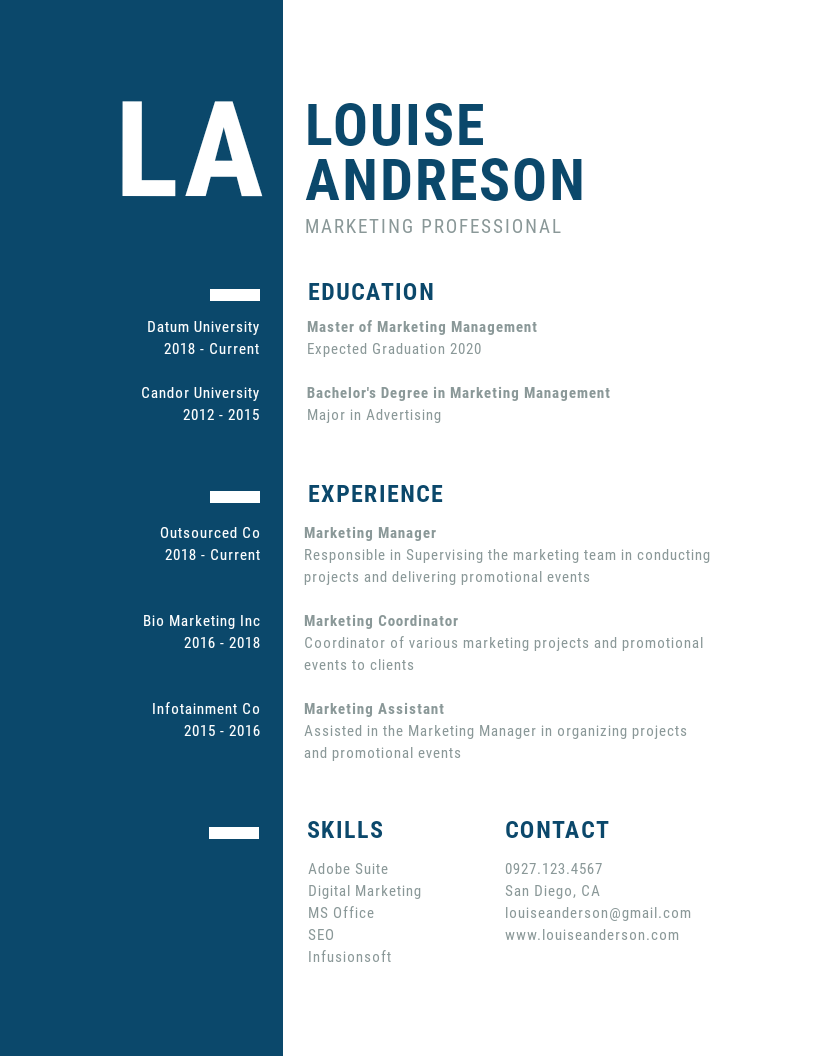 LA
LOUISE
ANDRESON
MARKETING PROFESSIONAL
EDUCATION
Datum University
2018 - Current
Master of Marketing Management
Expected Graduation 2020
Candor University
2012 - 2015
Bachelor's Degree in Marketing Management
Major in Advertising
EXPERIENCE
Outsourced Co
2018 - Current
Marketing Manager
Responsible in Supervising the marketing team in conducting
projects and delivering promotional events
Bio Marketing Inc
2016 - 2018
Marketing Coordinator
Coordinator of various marketing projects and promotional
events to clients
Infotainment Co
2015 - 2016
Marketing Assistant
Assisted in the Marketing Manager in organizing projects
and promotional events
SKILLS
Adobe Suite
Digital Marketing
MS Office
SEO
Infusionsoft
CONTACT
0927.123.4567
San Diego, CA
louiseanderson@gmail.com
www.louiseanderson.com